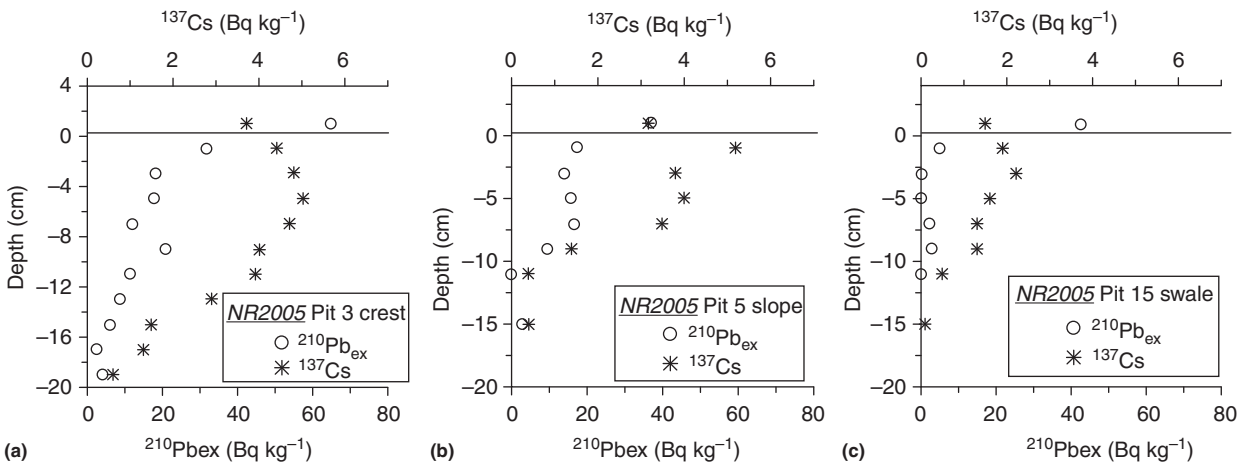 ¹³⁷Cs (Bq kg⁻¹)
0 2 4 6
4
0
−4
−8
−12
−16
−20
Depth (cm)
NR2005 Pit 3 crest
²¹⁰Pbₑₓ
¹³⁷Cs
0 20 40 60 80
(a)
²¹⁰Pbex (Bq kg⁻¹)
¹³⁷Cs (Bq kg⁻¹)
0 2 4 6
0
−5
−10
−15
−20
Depth (cm)
NR2005 Pit 5 slope
²¹⁰Pbₑₓ
¹³⁷Cs
0 20 40 60 80
(b)
²¹⁰Pbex (Bq kg⁻¹)
¹³⁷Cs (Bq kg⁻¹)
0 2 4 6
0
−5
−10
−15
−20
Depth (cm)
NR2005 Pit 15 swale
²¹⁰Pbₑₓ
¹³⁷Cs
0 20 40 60 80
(c)
²¹⁰Pbex (Bq kg⁻¹)